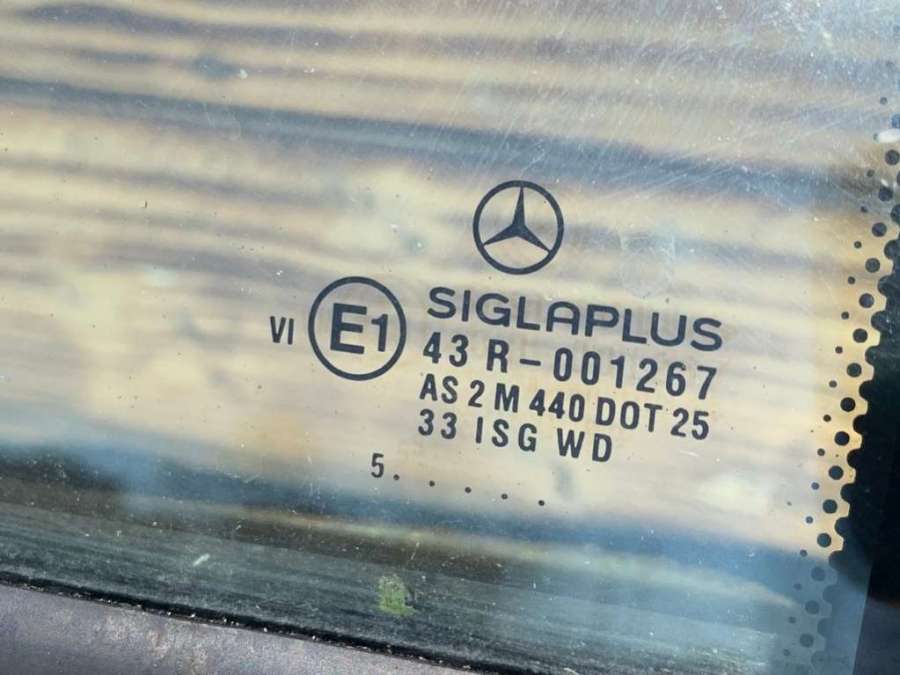 SIGLAPLUS
VI E1 43 R-001267
AS 2 M 440 DOT 25
33 ISG WD
5. . . . .